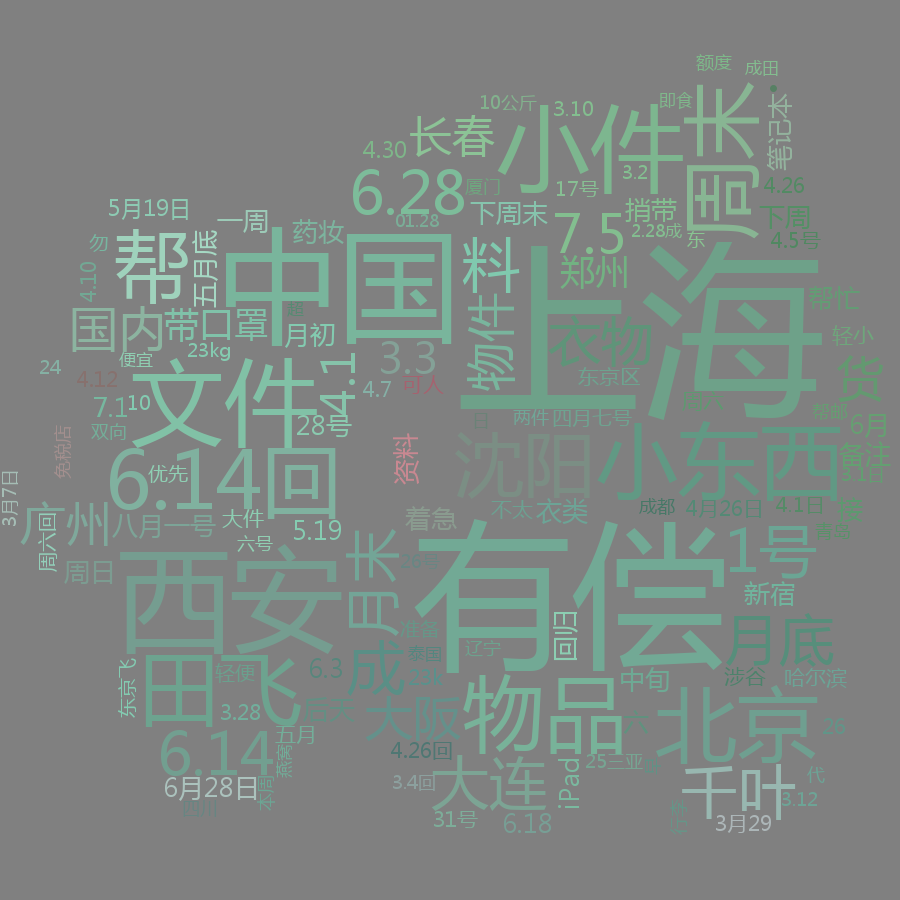 额度
成田
10公斤
3.10
即食
周末
笔记本
长春
小件
4.30
3.2
6.28
厦门
17号
4.26
5月19日
一周
药妆
01.28
下周末
捎带
下周
7.5
2.28成
东
4.5号
勿
帮
五月底
中国
料
上海
郑州
4.10
国内
带口罩
超
月初
物件
衣物
帮忙
23kg
3.3
轻小
便宜
24
4.12
文件
4.1
4.7
可人
东京区
货
7.1
10
28号
日
两件
四月七号
帮邮
6月
双向
免税店
资料
沈阳
小东西
备注
6.14回
优先
3.1日
3月7日
广州
八月一号
大件
5.19
着急
不太
衣类
成都
4月26日
4.1日
周六回
六号
周日
西安
月末
有偿
1号
准备
新宿
回归
月底
田飞
轻便
6.3
成
泰国
辽宁
中旬
涉谷
哈尔滨
东京飞
3.28
大阪
物品
北京
26
6.14
五月
燕窝
4.26回
25三亚
6月28日
本周
3.4回
大连
iPad
千叶
代
3.12
31号
6.18
3月29